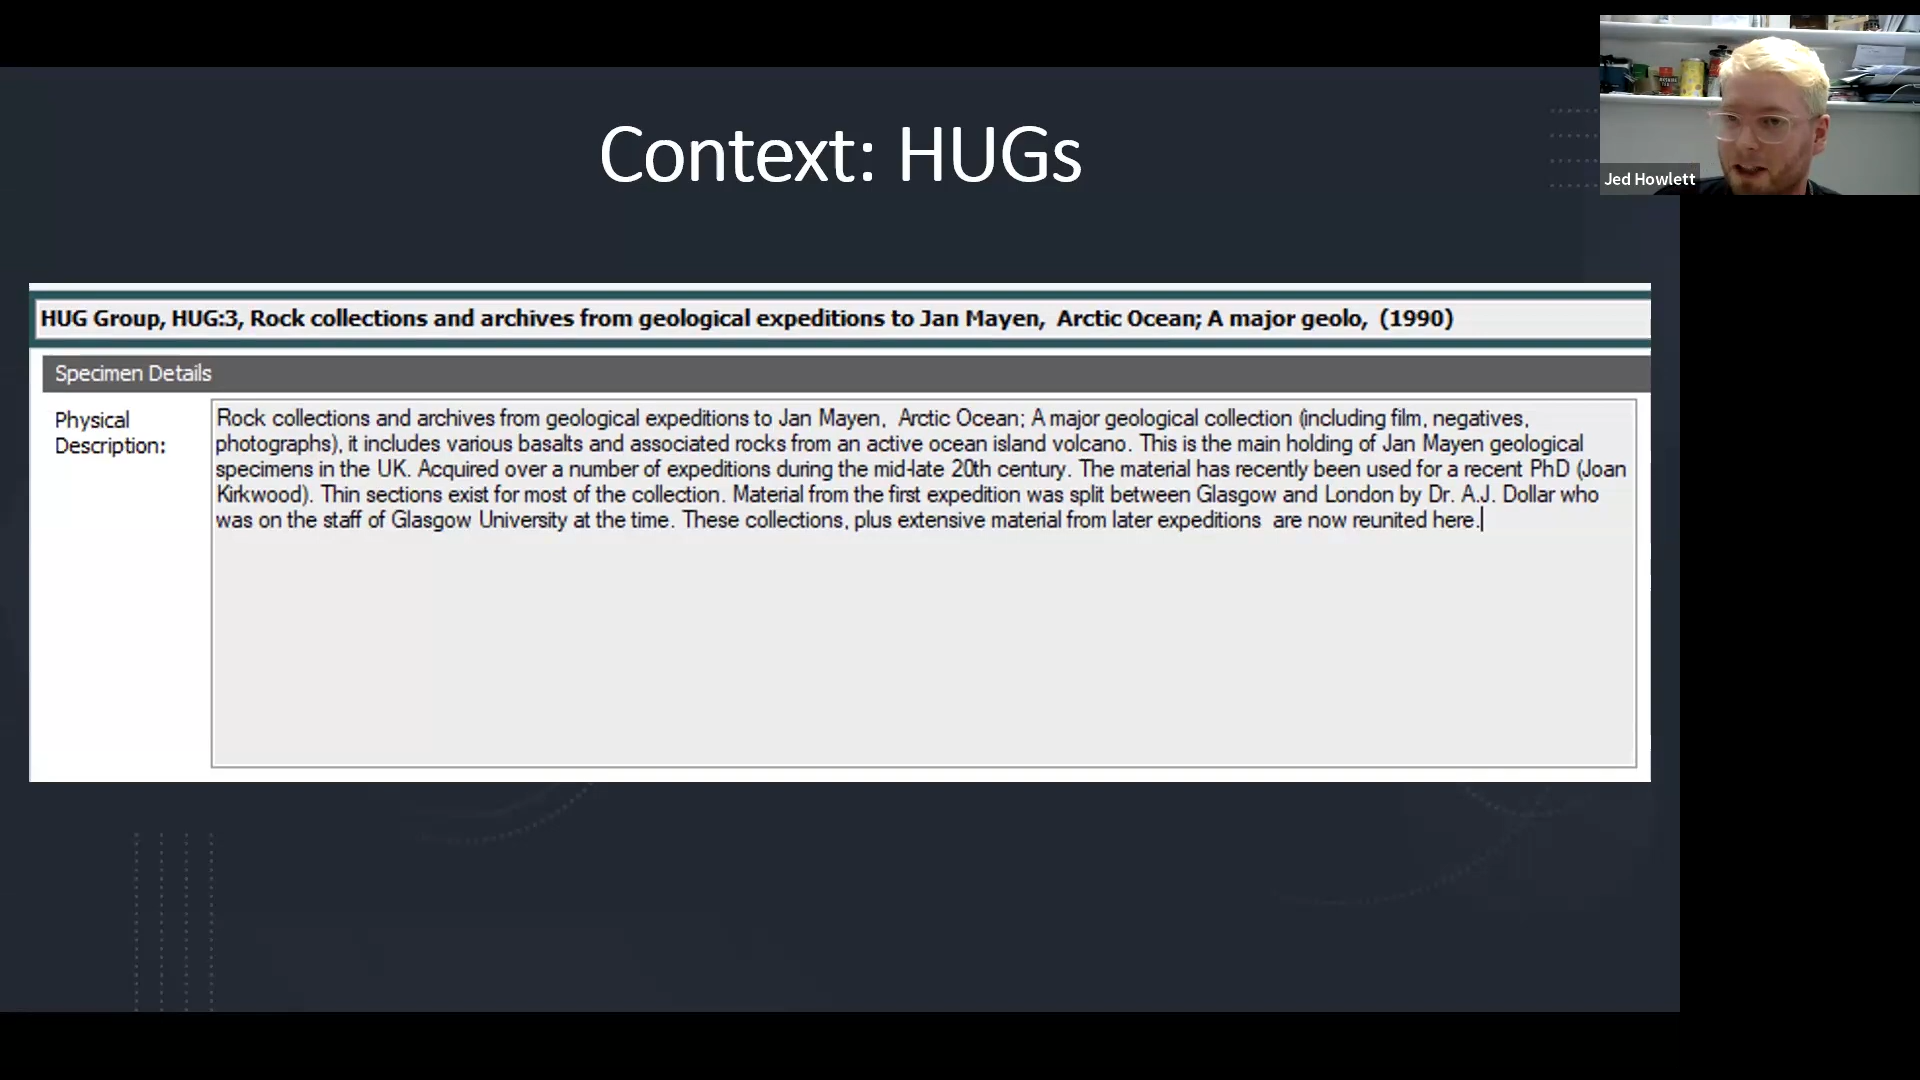 Context: HUGs
Jed Howlett
HUG Group, HUG:3, Rock collections and archives from geological expeditions to Jan Mayen,  Arctic Ocean; A major geolo,  (1990)
Specimen Details
Physical
Description:
Rock collections and archives from geological expeditions to Jan Mayen,  Arctic Ocean; A major geological collection (including film, negatives,
photographs), it includes various basalts and associated rocks from an active ocean island volcano. This is the main holding of Jan Mayen geological
specimens in the UK. Acquired over a number of expeditions during the mid-late 20th century. The material has recently been used for a recent PhD (Joan
Kirkwood). Thin sections exist for most of the collection. Material from the first expedition was split between Glasgow and London by Dr. A.J. Dollar who
was on the staff of Glasgow University at the time. These collections, plus extensive material from later expeditions  are now reunited here.